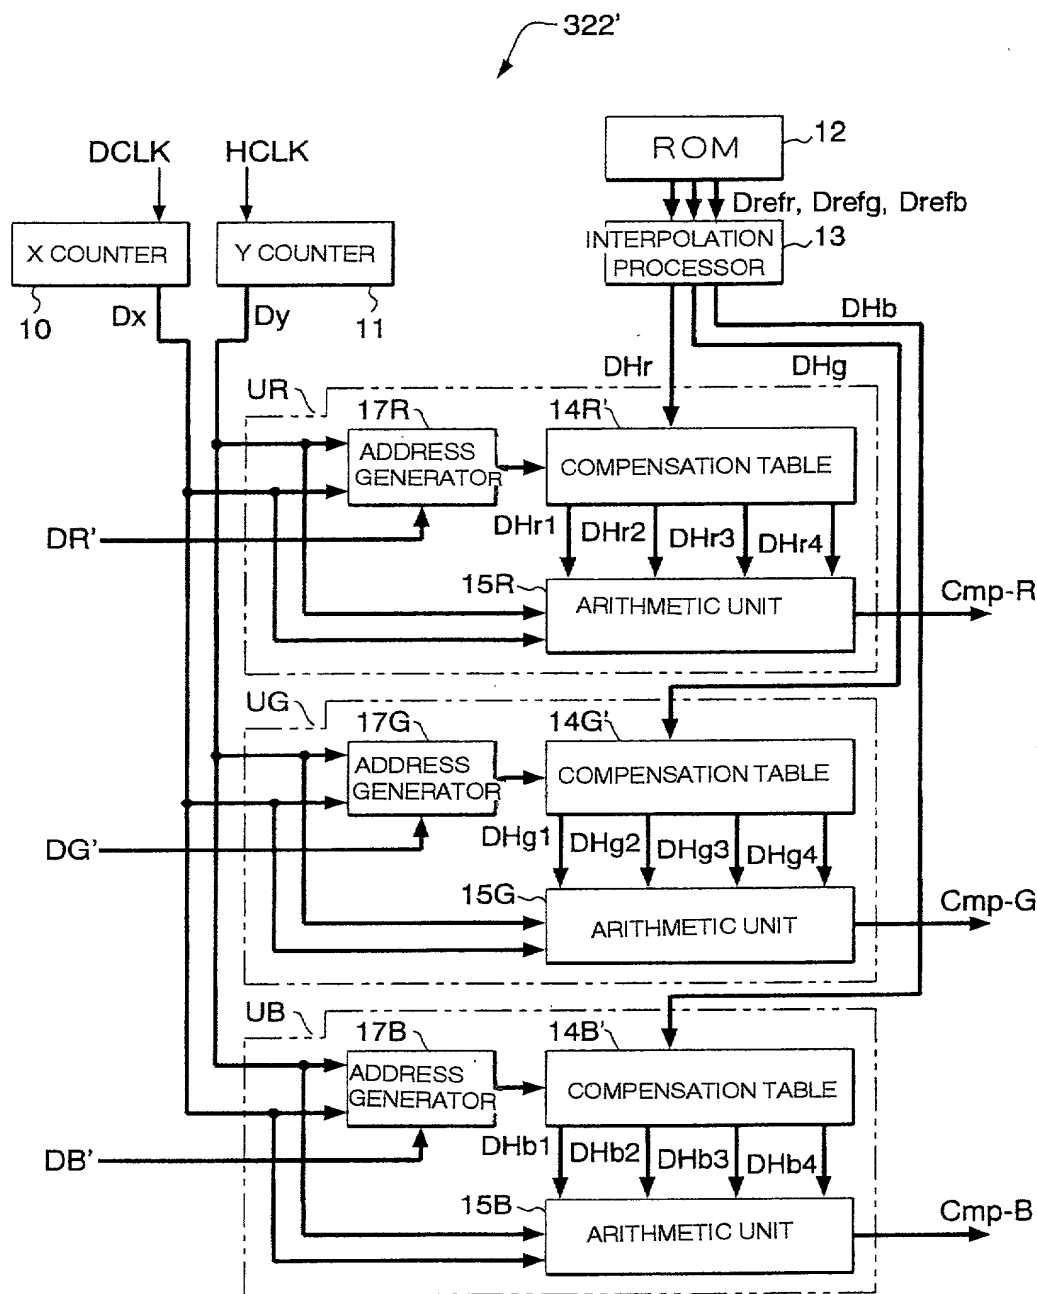 322'
DCLK
HCLK
ROM
12
Drefr, Drefg, Drefb
X COUNTER
Y COUNTER
INTERPOLATION
PROCESSOR
13
10
Dx
Dy
11
DHb
DHr
DHg
UR
17R
14R'
ADDRESS
GENERATOR
COMPENSATION TABLE
DR'
DHr1
DHr2
DHr3
DHr4
15R
ARITHMETIC UNIT
Cmp-R
UG
17G
14G'
ADDRESS
GENERATOR
COMPENSATION TABLE
DG'
DHg1
DHg2
DHg3
DHg4
15G
ARITHMETIC UNIT
Cmp-G
UB
17B
14B'
ADDRESS
GENERATOR
COMPENSATION TABLE
DB'
DHb1
DHb2
DHb3
DHb4
15B
ARITHMETIC UNIT
Cmp-B